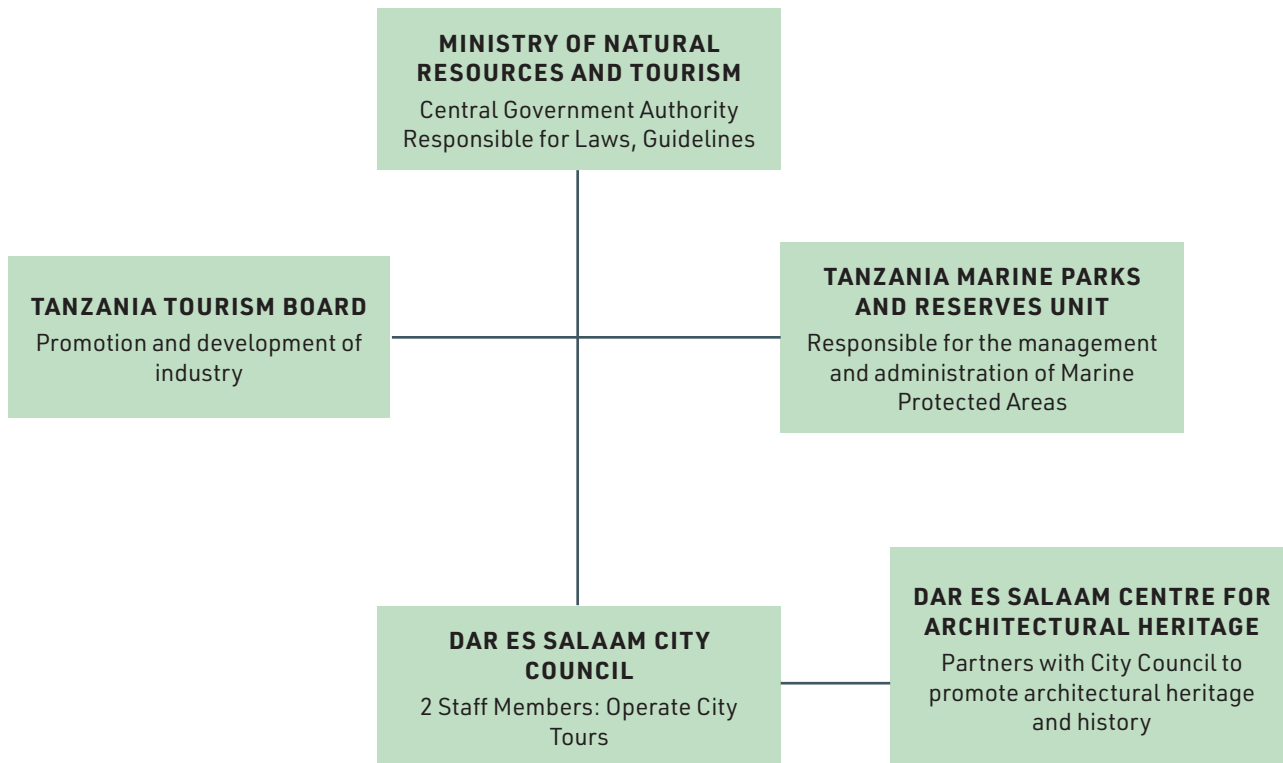 MINISTRY OF NATURAL
RESOURCES AND TOURISM
Central Government Authority
Responsible for Laws, Guidelines
TANZANIA TOURISM BOARD
Promotion and development of
industry
TANZANIA MARINE PARKS
AND RESERVES UNIT
Responsible for the management
and administration of Marine
Protected Areas
DAR ES SALAAM CITY
COUNCIL
2 Staff Members: Operate City
Tours
DAR ES SALAAM CENTRE FOR
ARCHITECTURAL HERITAGE
Partners with City Council to
promote architectural heritage
and history